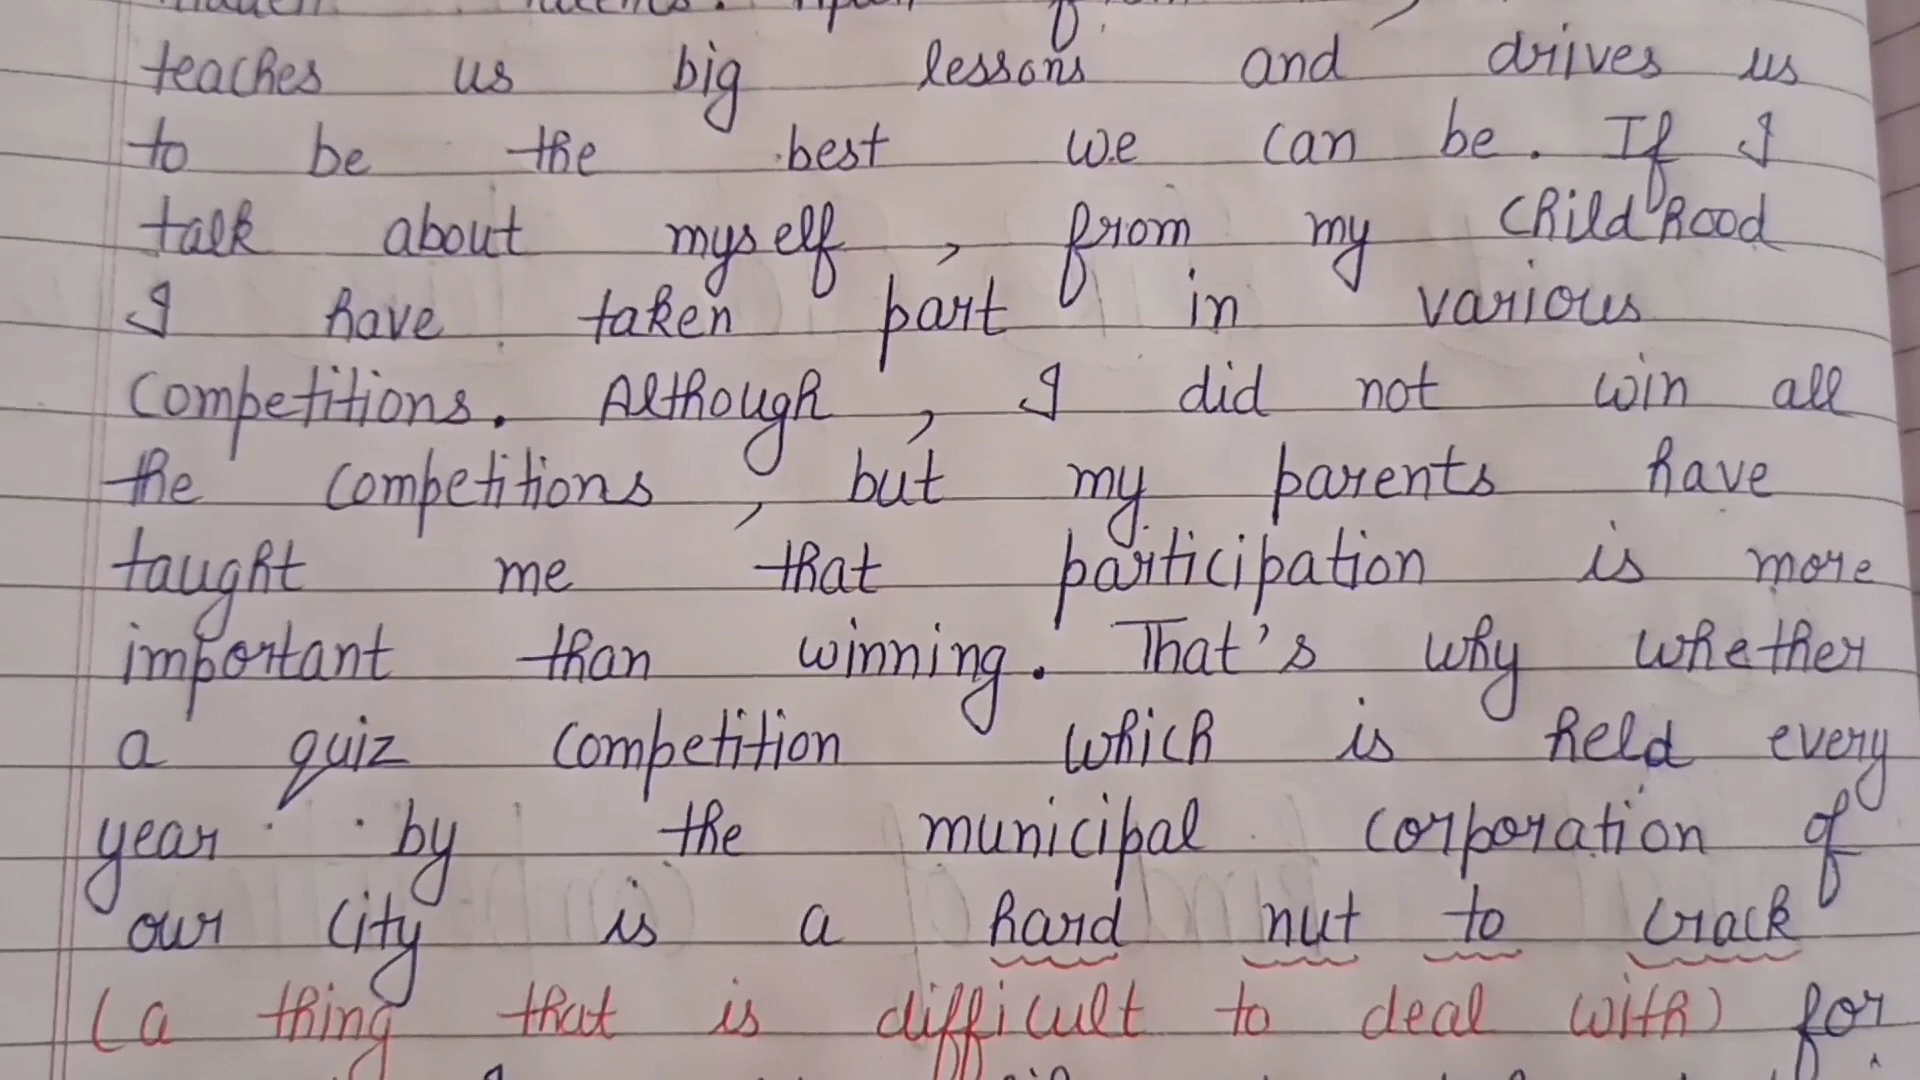 teaches us big lessons and drives us
to be the best we can be. If I
talk about myself, from my childhood
I have taken part in various
competitions. Although, I did not win all
the competitions, but my parents have
taught me that participation is more
important than winning. That's why whether
a quiz competition which is held every
year by the municipal corporation of
our city is a hard nut to crack
(a thing that is difficult to deal with) for